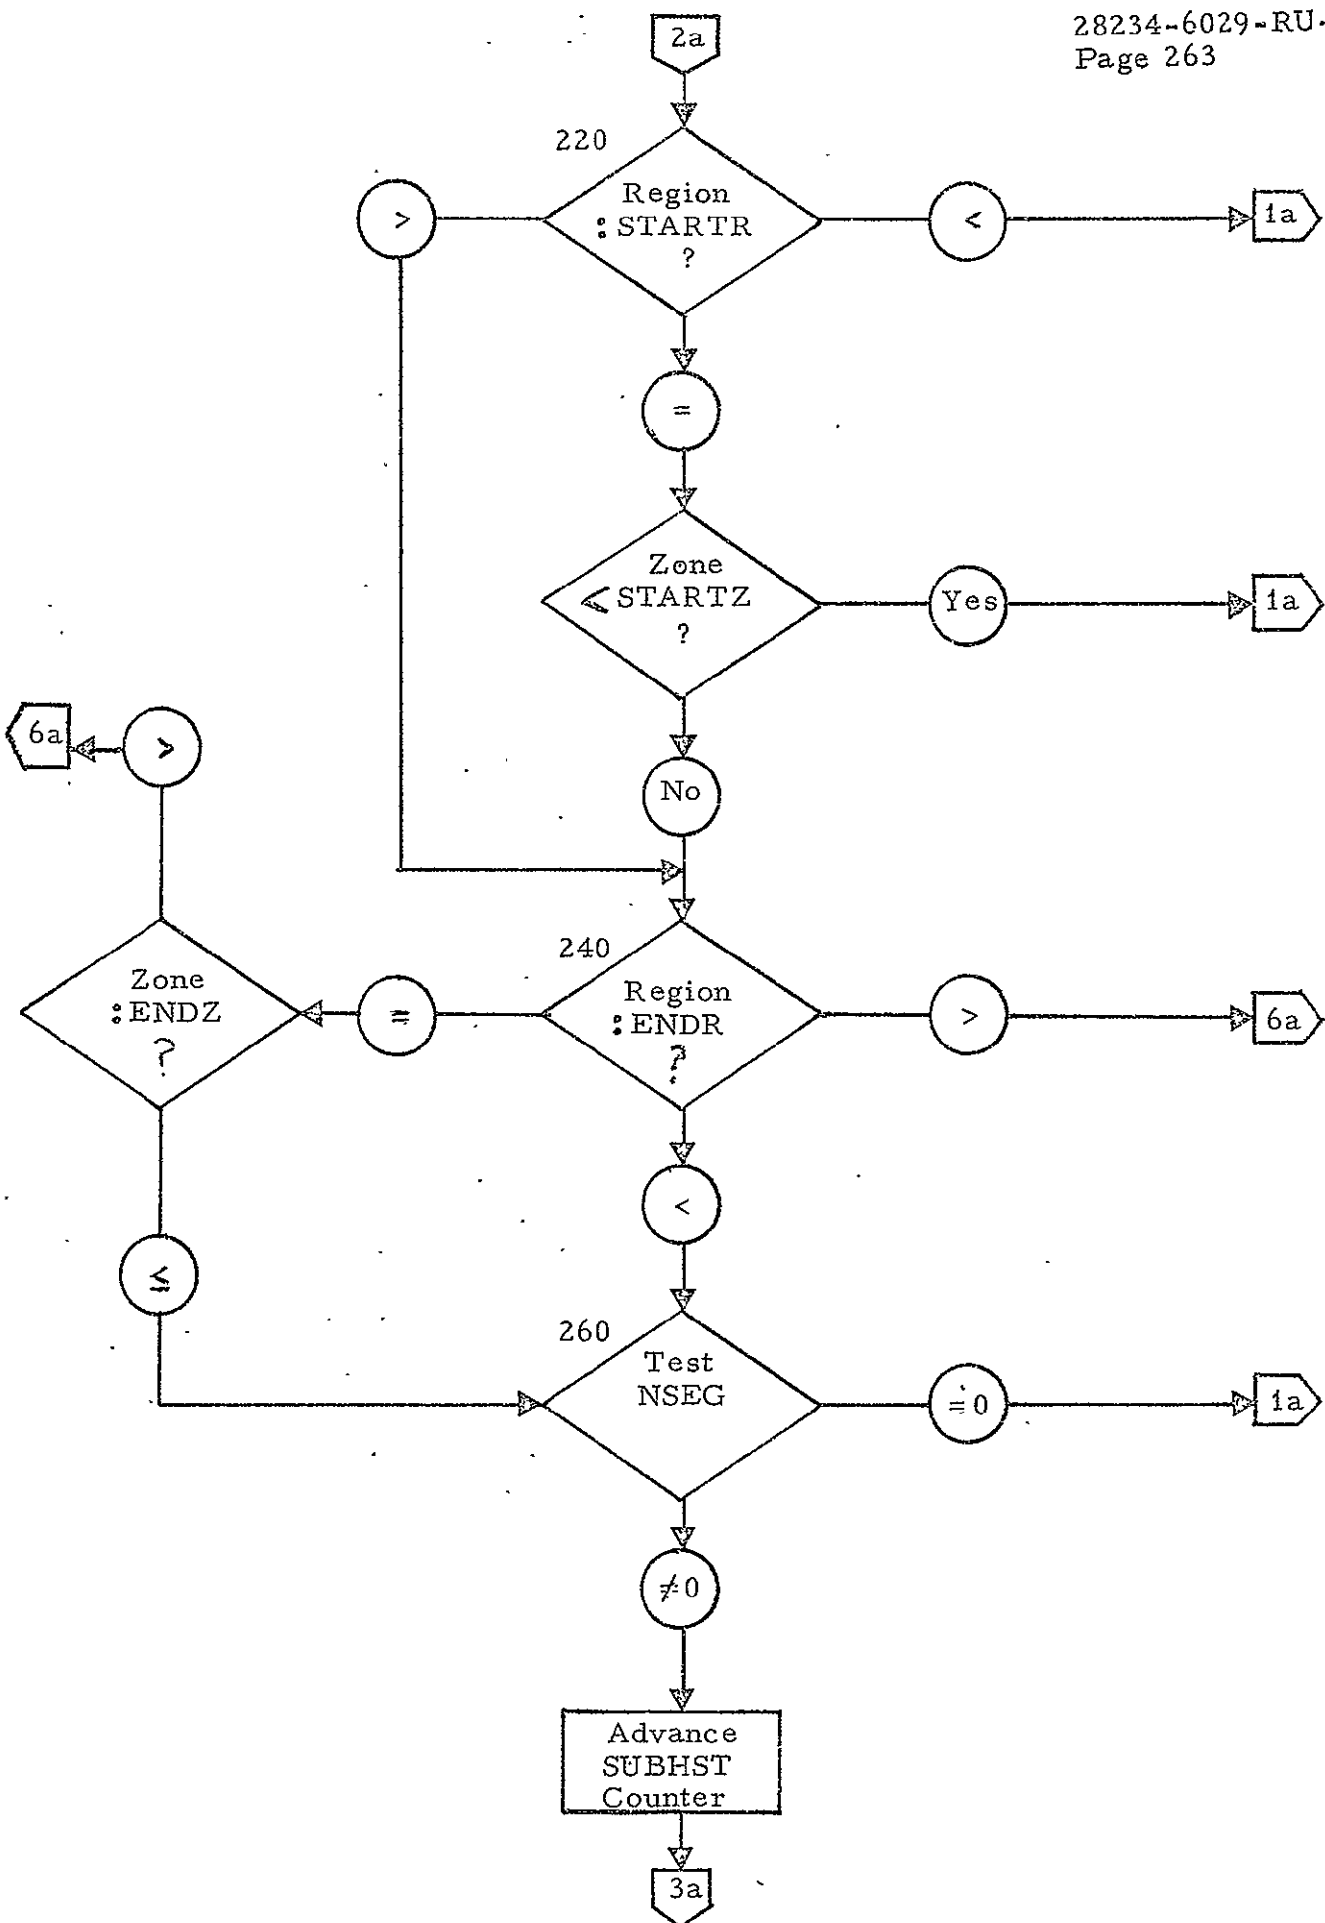 28234-6029-RU.
Page 263
2a
220
Region
: STARTR
?
>
<
1a
=
Zone
< STARTZ
?
Yes
1a
6a
>
No
240
Zone
: ENDZ
?
=
Region
: ENDR
?
>
6a
<
≤
260
Test
NSEG
=0
1a
≠0
Advance
SUBHST
Counter
3a